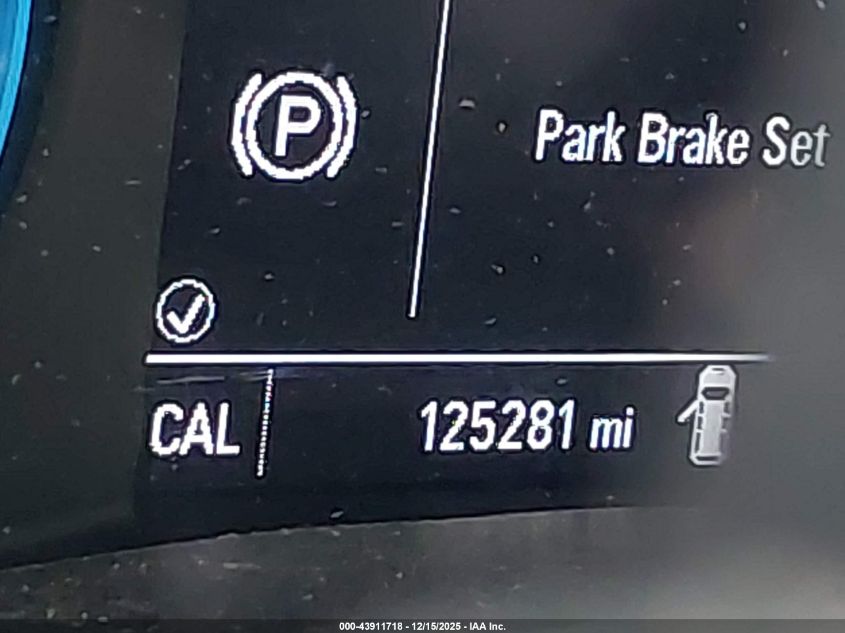 P
Park Brake Set
CAL
125281 mi
000-43911718 - 12/15/2025 - IAA Inc.